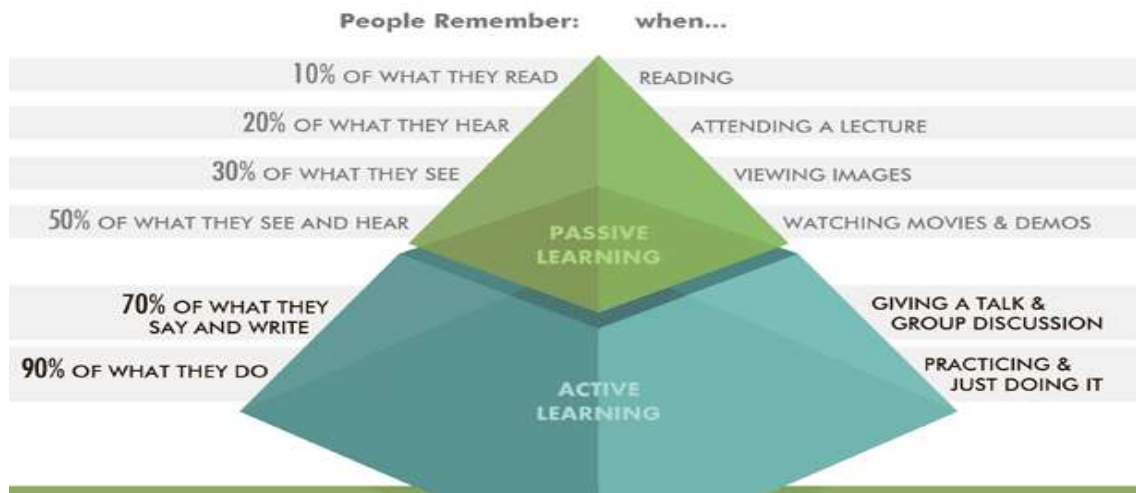 People Remember: when...
10% OF WHAT THEY READ READING
20% OF WHAT THEY HEAR ATTENDING A LECTURE
30% OF WHAT THEY SEE VIEWING IMAGES
50% OF WHAT THEY SEE AND HEAR WATCHING MOVIES & DEMOS
PASSIVE
LEARNING
70% OF WHAT THEY
SAY AND WRITE
GIVING A TALK &
GROUP DISCUSSION
90% OF WHAT THEY DO
PRACTICING &
JUST DOING IT
ACTIVE
LEARNING